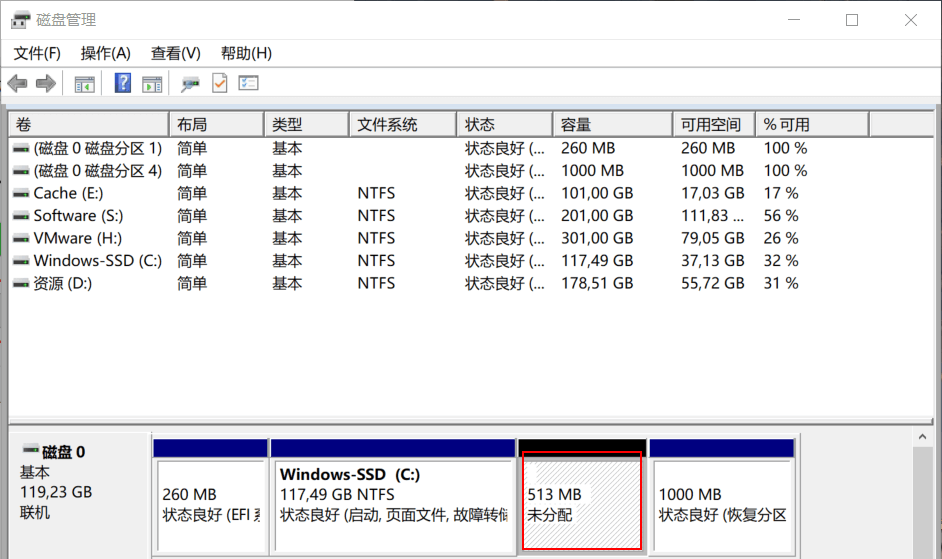 磁盘管理
文件(F) 操作(A) 查看(V) 帮助(H)
卷 布局 类型 文件系统 状态 容量 可用空间 % 可用
(磁盘 0 磁盘分区 1) 简单 基本 状态良好 (... 260 MB 260 MB 100 %
(磁盘 0 磁盘分区 4) 简单 基本 状态良好 (... 1000 MB 1000 MB 100 %
Cache (E:) 简单 基本 NTFS 状态良好 (... 101,00 GB 17,03 GB 17 %
Software (S:) 简单 基本 NTFS 状态良好 (... 201,00 GB 111,83 ... 56 %
VMware (H:) 简单 基本 NTFS 状态良好 (... 301,00 GB 79,05 GB 26 %
Windows-SSD (C:) 简单 基本 NTFS 状态良好 (... 117,49 GB 37,13 GB 32 %
资源 (D:) 简单 基本 NTFS 状态良好 (... 178,51 GB 55,72 GB 31 %
磁盘 0
基本
119,23 GB
联机
260 MB
状态良好 (EFI 系
Windows-SSD (C:)
117,49 GB NTFS
状态良好 (启动, 页面文件, 故障转储
513 MB
未分配
1000 MB
状态良好 (恢复分区